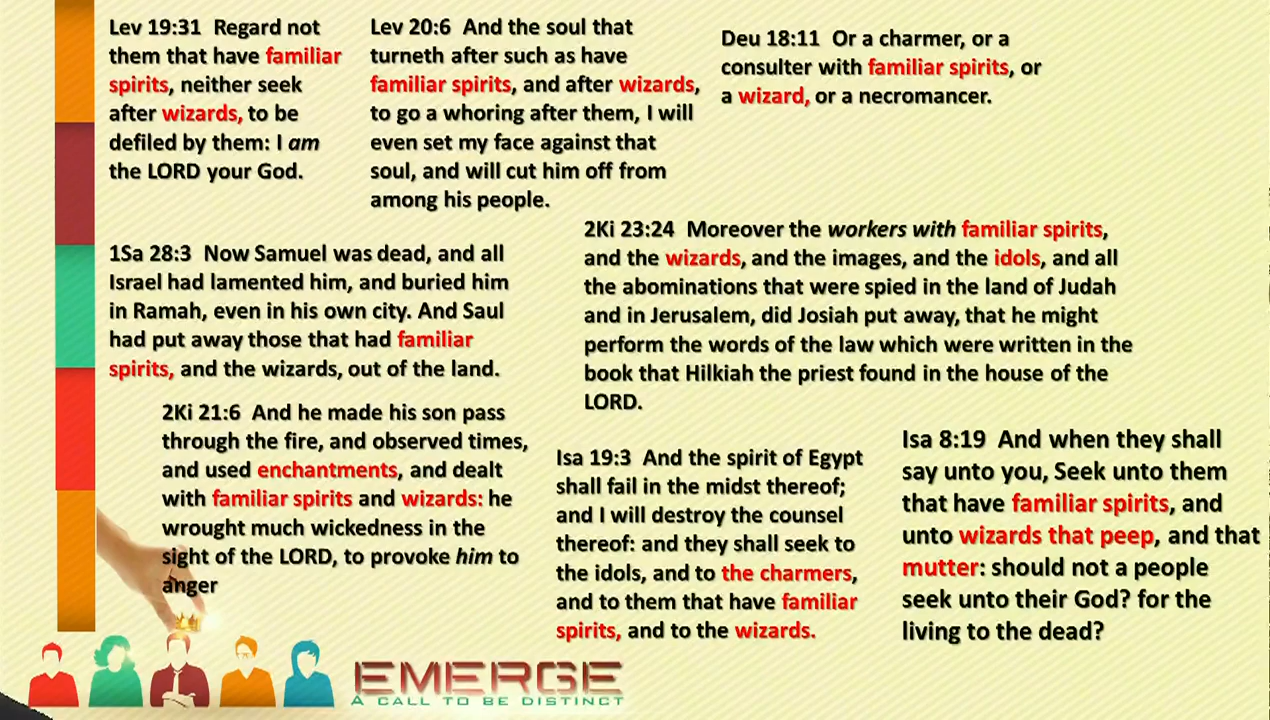 Lev 19:31  Regard not
them that have familiar
spirits, neither seek
after wizards, to be
defiled by them: I am
the LORD your God.
Lev 20:6  And the soul that
turneth after such as have
familiar spirits, and after wizards,
to go a whoring after them, I will
even set my face against that
soul, and will cut him off from
among his people.
Deu 18:11  Or a charmer, or a
consulter with familiar spirits, or
a wizard, or a necromancer.
1Sa 28:3  Now Samuel was dead, and all
Israel had lamented him, and buried him
in Ramah, even in his own city. And Saul
had put away those that had familiar
spirits, and the wizards, out of the land.
2Ki 23:24  Moreover the workers with familiar spirits,
and the wizards, and the images, and the idols, and all
the abominations that were spied in the land of Judah
and in Jerusalem, did Josiah put away, that he might
perform the words of the law which were written in the
book that Hilkiah the priest found in the house of the
LORD.
2Ki 21:6  And he made his son pass
through the fire, and observed times,
and used enchantments, and dealt
with familiar spirits and wizards: he
wrought much wickedness in the
sight of the LORD, to provoke him to
anger
Isa 19:3  And the spirit of Egypt
shall fail in the midst thereof;
and I will destroy the counsel
thereof: and they shall seek to
the idols, and to the charmers,
and to them that have familiar
spirits, and to the wizards.
Isa 8:19  And when they shall
say unto you, Seek unto them
that have familiar spirits, and
unto wizards that peep, and that
mutter: should not a people
seek unto their God? for the
living to the dead?
EMERGE
A CALL TO BE DISTINCT